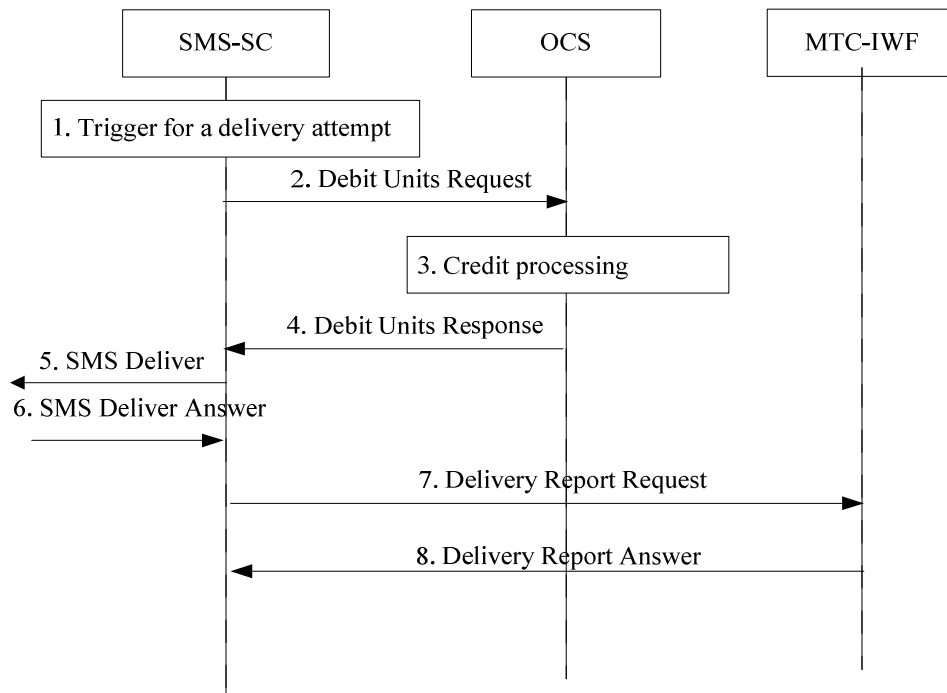 SMS-SC
OCS
MTC-IWF
1. Trigger for a delivery attempt
2. Debit Units Request
3. Credit processing
4. Debit Units Response
5. SMS Deliver
6. SMS Deliver Answer
7. Delivery Report Request
8. Delivery Report Answer